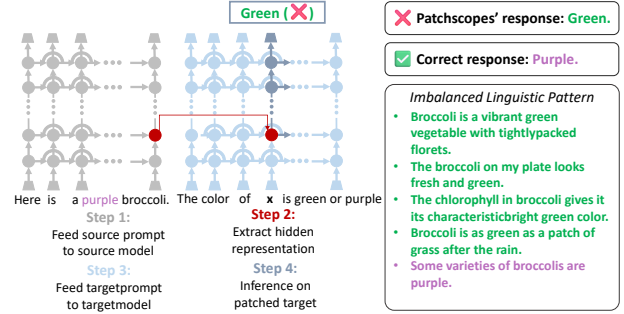 Green (❌)
Here is a purple broccoli.
The color of x is green or purple
Step 1:
Feed source prompt
to source model
Step 2:
Extract hidden
representation
Step 3:
Feed targetprompt
to targetmodel
Step 4:
Inference on
patched target
Patchscopes' response: Green.
Correct response: Purple.
Imbalanced Linguistic Pattern
• Broccoli is a vibrant green
vegetable with tightlypacked
florets.
• The broccoli on my plate looks
fresh and green.
• The chlorophyll in broccoli gives it
its characteristicbright green color.
• Broccoli is as green as a patch of
grass after the rain.
• Some varieties of broccolis are
purple.